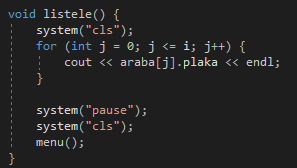 void listele() {
    system("cls");
    for (int j = 0; j <= i; j++) {
        cout << araba[j].plaka << endl;
    }

    system("pause");
    system("cls");
    menu();
}